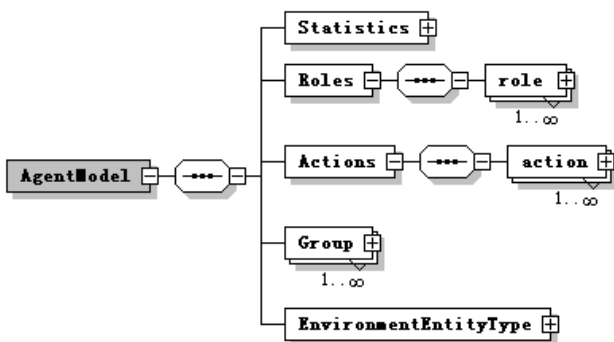 Statistics
Roles
role
1..∞
AgentModel
Actions
action
1..∞
Group
1..∞
EnvironmentEntityType